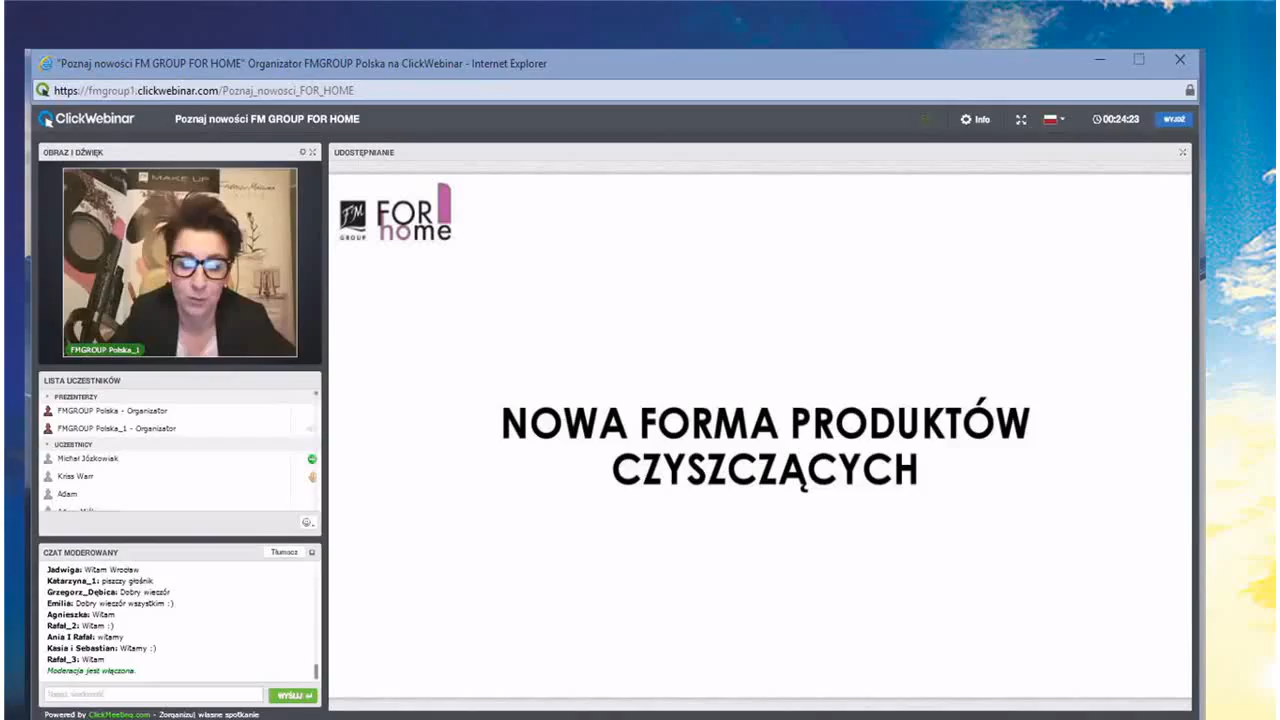 "Poznaj nowości FM GROUP FOR HOME" Organizator FMGROUP Polska na ClickWebinar - Internet Explorer
https://fmgroup1.clickwebinar.com/Poznaj_nowosci_FOR_HOME
ClickWebinar
Poznaj nowości FM GROUP FOR HOME
Info
00:24:23
WYJDŹ
OBRAZ I DŹWIĘK
MAKE UP
FMGROUP Polska_1
UDOSTĘPNIANIE
FM GROUP
FOR home
NOWA FORMA PRODUKTÓW
CZYSZCZĄCYCH
LISTA UCZESTNIKÓW
PREZENTERZY
FMGROUP Polska - Organizator
FMGROUP Polska_1 - Organizator
UCZESTNICY
Michał Józkowiak
Kriss Warr
Adam
CZAT MODEROWANY
Tłumacz
Jadwiga: Witam Wrocław
Katarzyna_1: piszczy głośnik
Grzegorz_Dębica: Dobry wieczór
Emilia: Dobry wieczór wszystkim :)
Agnieszka: Witam
Rafał_2: Witam :)
Ania I Rafał: witamy
Kasia i Sebastian: Witamy :)
Rafał_3: Witam
Moderacja jest włączona.
Napisz wiadomość
WYŚLIJ
Powered by ClickMeeting.com - Zorganizuj własne spotkanie